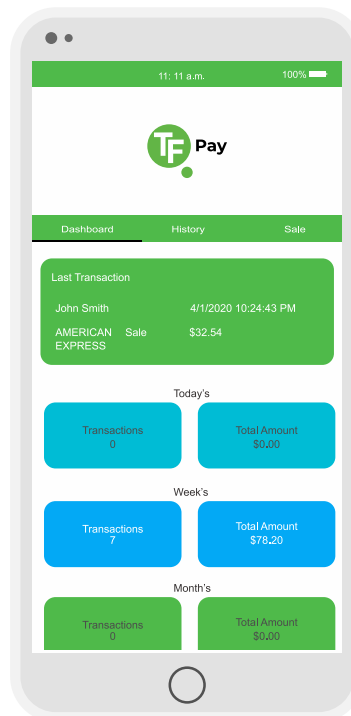 11: 11 a.m. 100%
TF Pay
Dashboard History Sale
Last Transaction
John Smith 4/1/2020 10:24:43 PM
AMERICAN EXPRESS Sale $32.54
Today's
Transactions Total Amount
0 $0.00
Week's
Transactions Total Amount
7 $78.20
Month's
Transactions Total Amount
0 $0.00